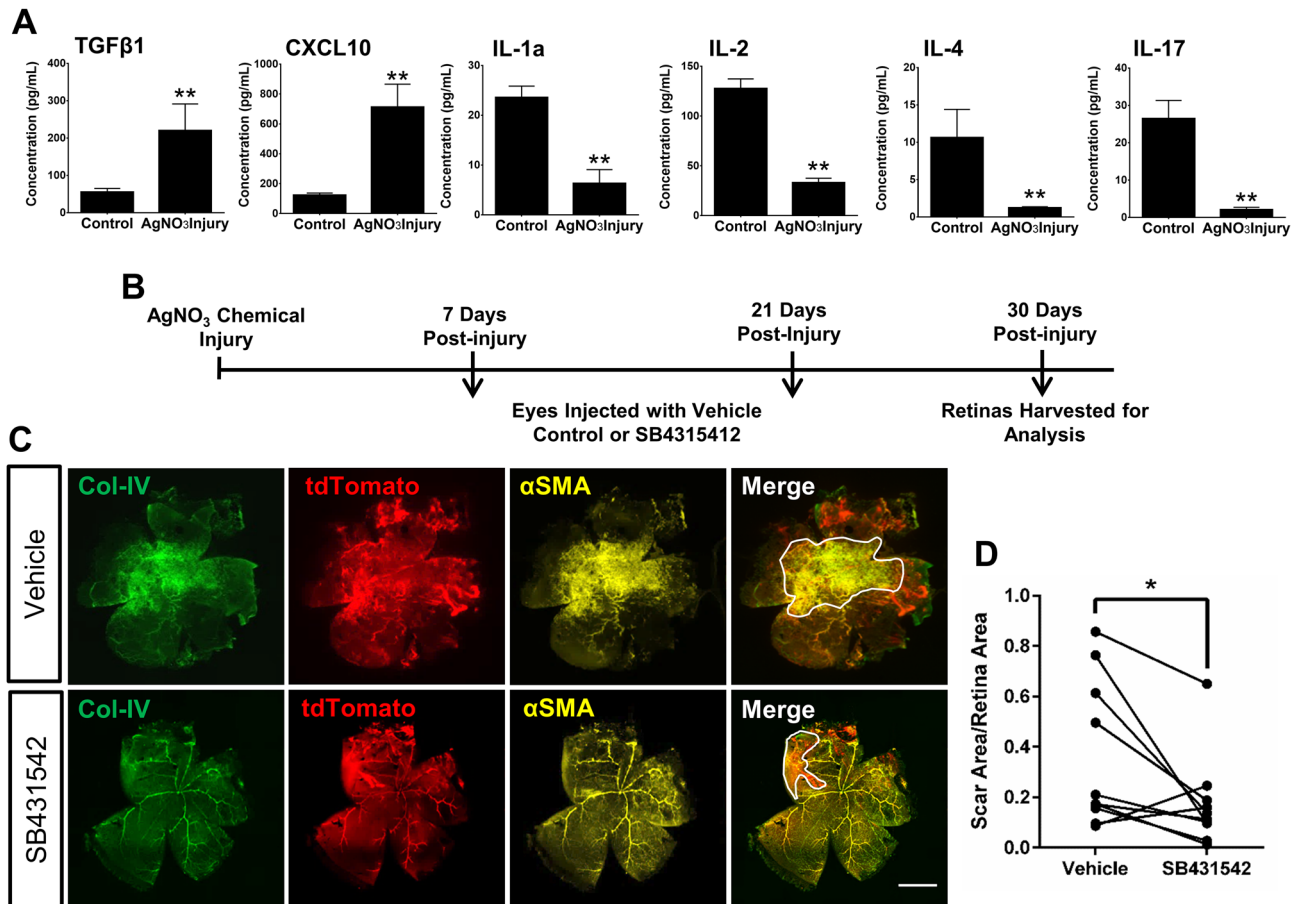 A
TGFβ1
Concentration (pg/mL)
400
300
200
100
0
Control AgNO3Injury
**
CXCL10
Concentration (pg/mL)
1000
800
600
400
200
0
Control AgNO3Injury
**
IL-1a
Concentration (pg/mL)
30
20
10
0
Control AgNO3Injury
**
IL-2
Concentration (pg/mL)
150
100
50
0
Control AgNO3Injury
**
IL-4
Concentration (pg/mL)
20
15
10
5
0
Control AgNO3Injury
**
IL-17
Concentration (pg/mL)
40
30
20
10
0
Control AgNO3Injury
**
B
AgNO3 Chemical
Injury
7 Days
Post-injury
21 Days
Post-Injury
30 Days
Post-injury
Eyes Injected with Vehicle
Control or SB4315412
Retinas Harvested for
Analysis
C
Vehicle
Col-IV
tdTomato
αSMA
Merge
SB431542
Col-IV
tdTomato
αSMA
Merge
D
Scar Area/Retina Area
1.0
0.8
0.6
0.4
0.2
0.0
*
Vehicle SB431542